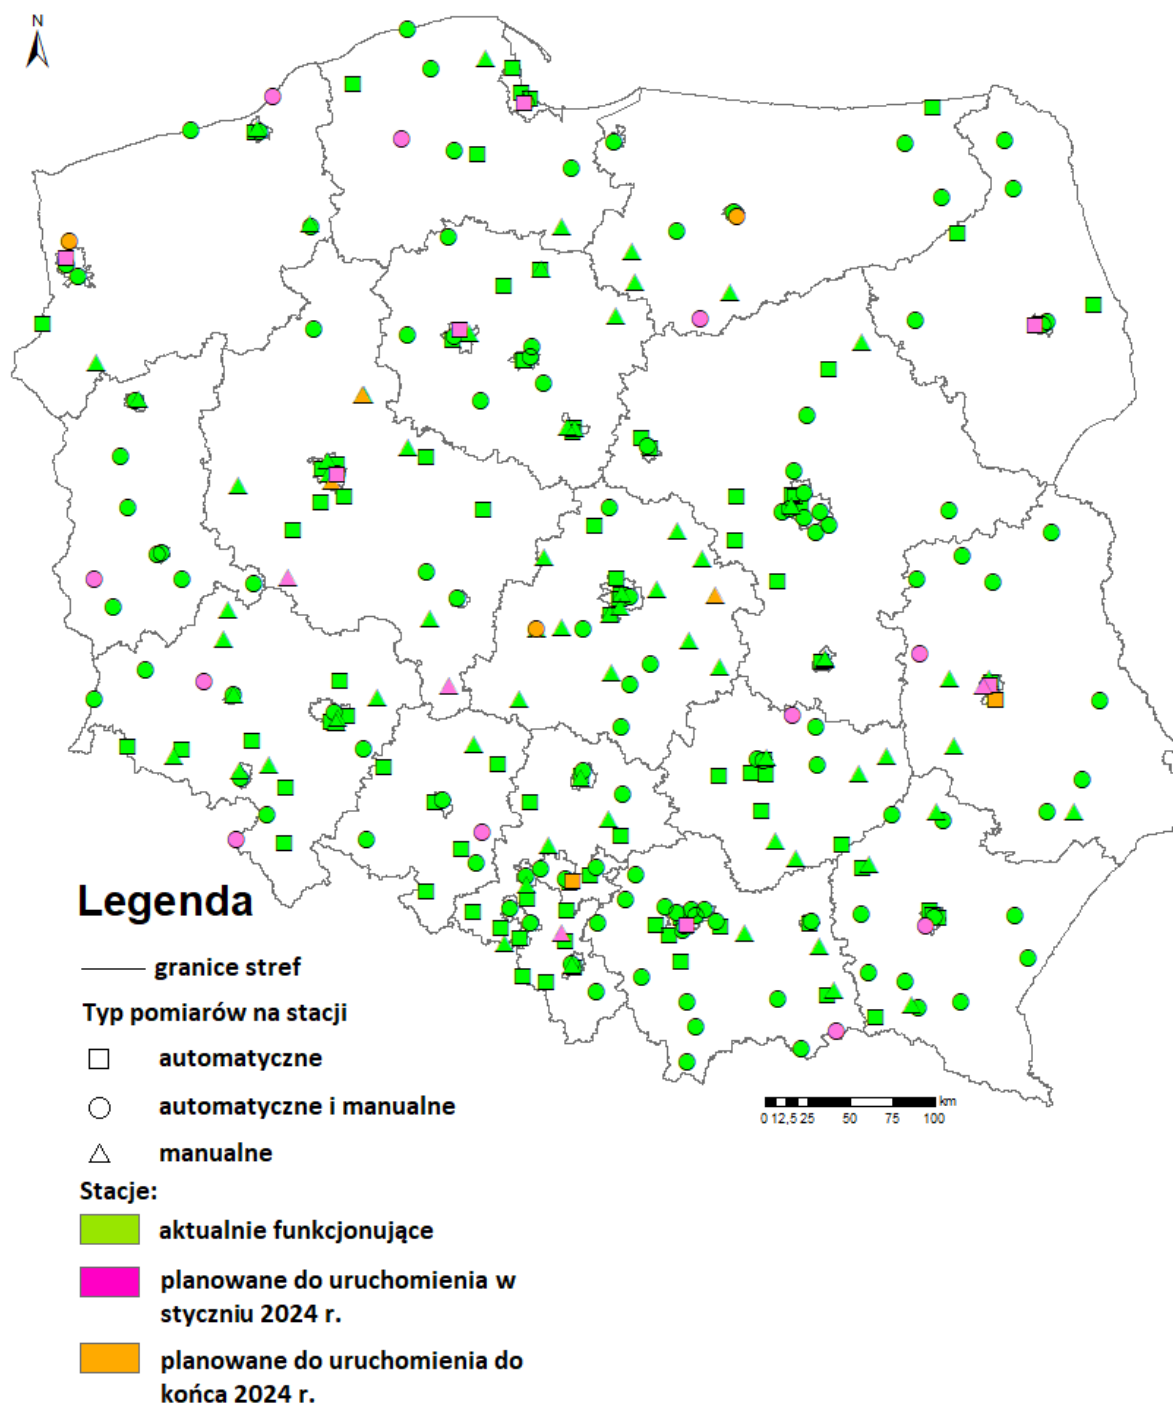 N
Legenda
granice stref
Typ pomiarów na stacji
automatyczne
automatyczne i manualne
manualne
Stacje:
aktualnie funkcjonujące
planowane do uruchomienia w
styczniu 2024 r.
planowane do uruchomienia do
końca 2024 r.
km
0 12,5 25 50 75 100